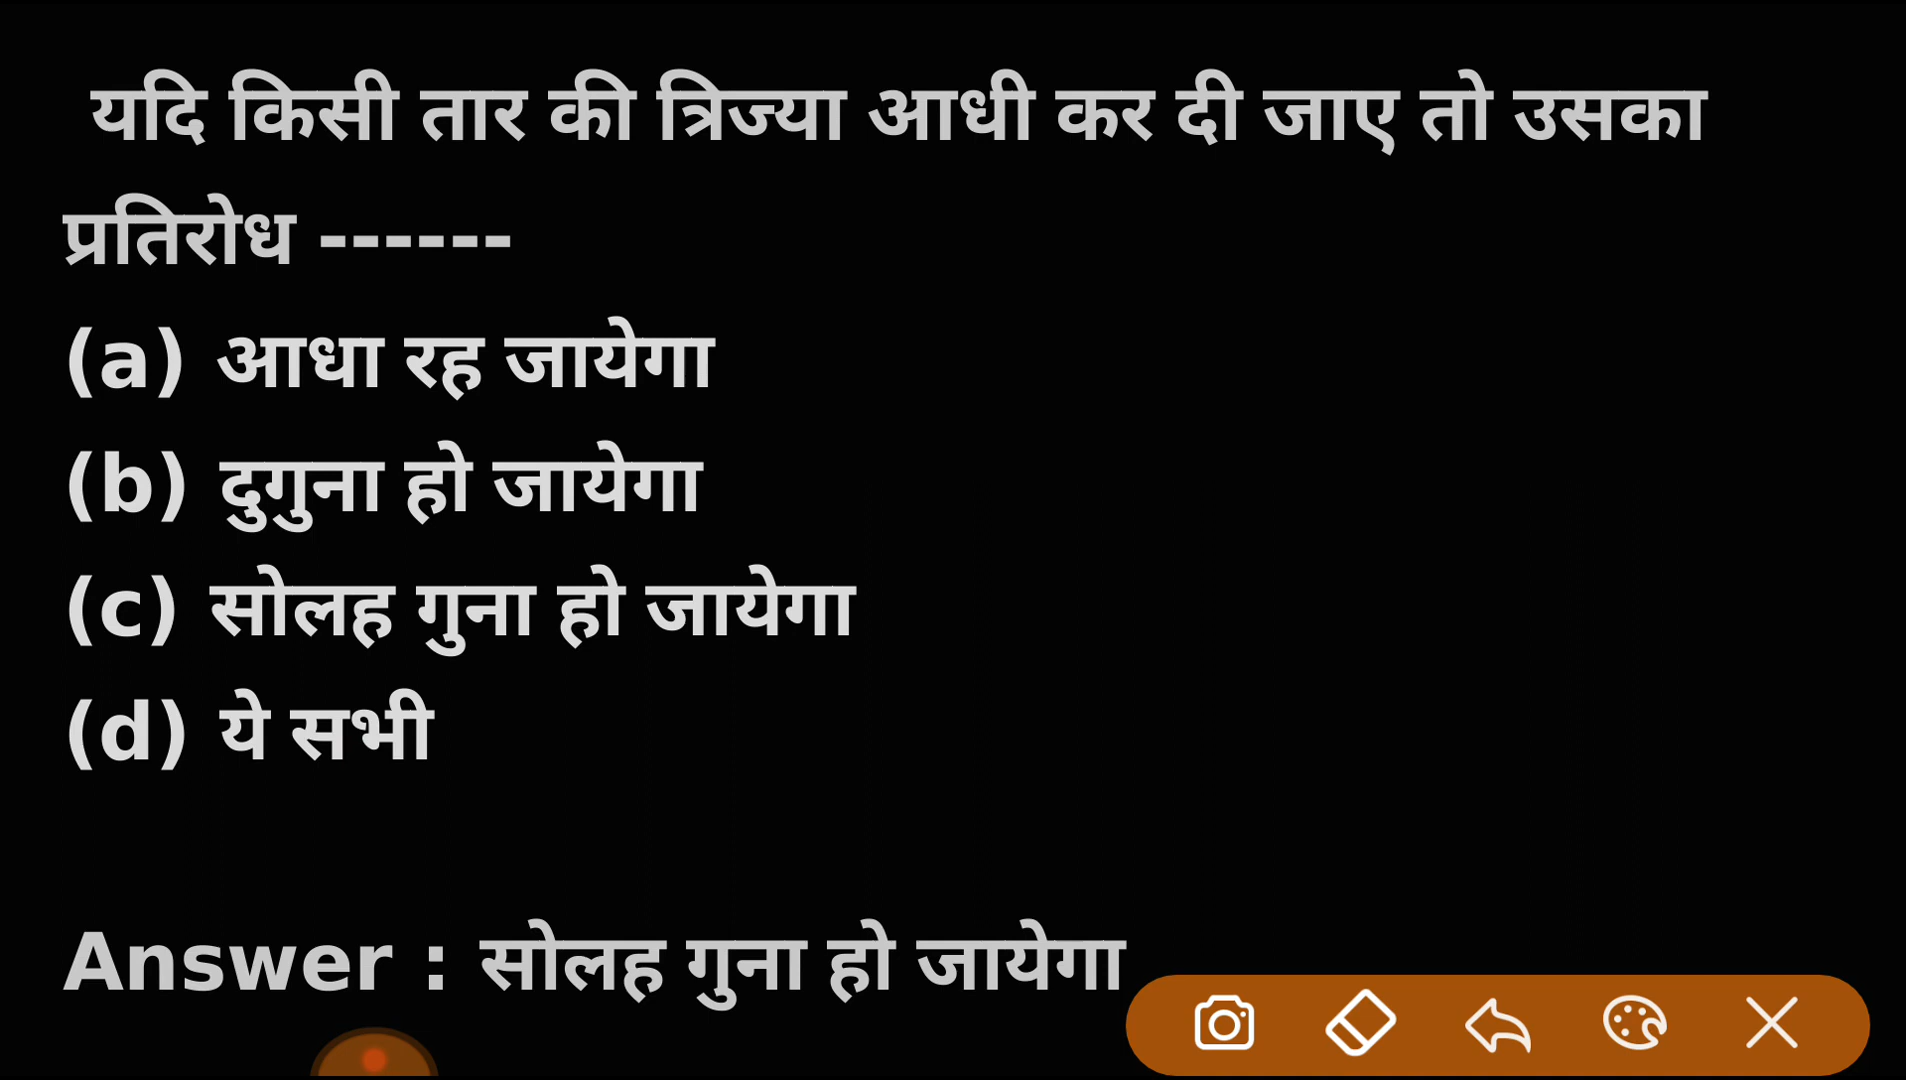 यदि किसी तार की त्रिज्या आधी कर दी जाए तो उसका
प्रतिरोध ------
(a) आधा रह जायेगा
(b) दुगुना हो जायेगा
(c) सोलह गुना हो जायेगा
(d) ये सभी
Answer : सोलह गुना हो जायेगा